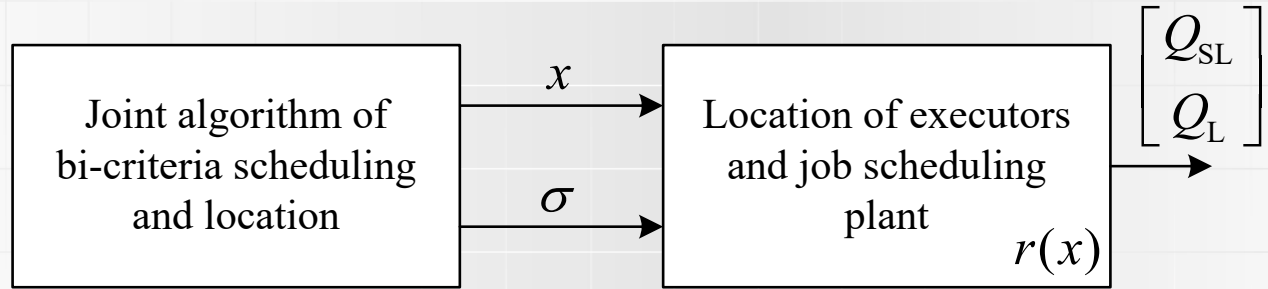 Joint algorithm of
bi-criteria scheduling
and location
x
σ
Location of executors
and job scheduling
plant
r(x)
Q_SL
Q_L